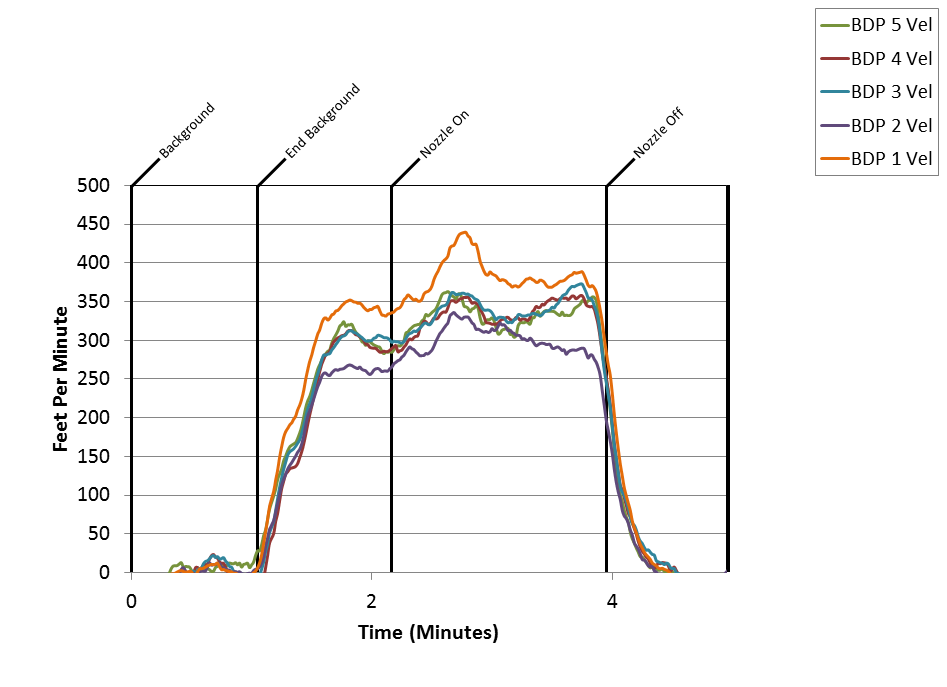 BDP 5 Vel
BDP 4 Vel
BDP 3 Vel
BDP 2 Vel
BDP 1 Vel
Background
End Background
Nozzle On
Nozzle Off
500
450
400
350
300
250
200
150
100
50
0
Feet Per Minute
0 2 4
Time (Minutes)